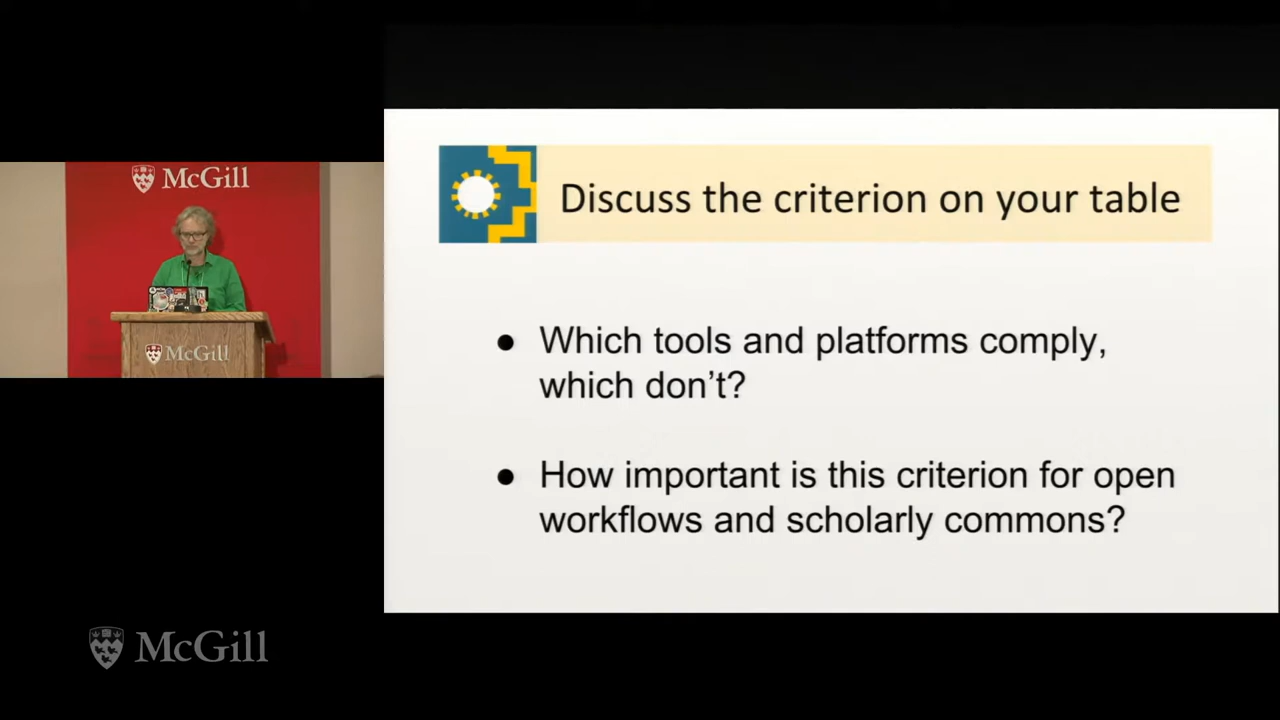 McGill
McGill
Discuss the criterion on your table
● Which tools and platforms comply,
which don't?
● How important is this criterion for open
workflows and scholarly commons?
McGill